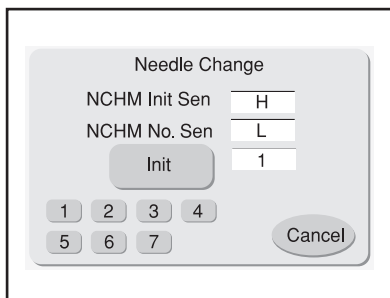 Needle Change
NCHM Init Sen H
NCHM No. Sen L
Init 1
1 2 3 4
5 6 7
Cancel